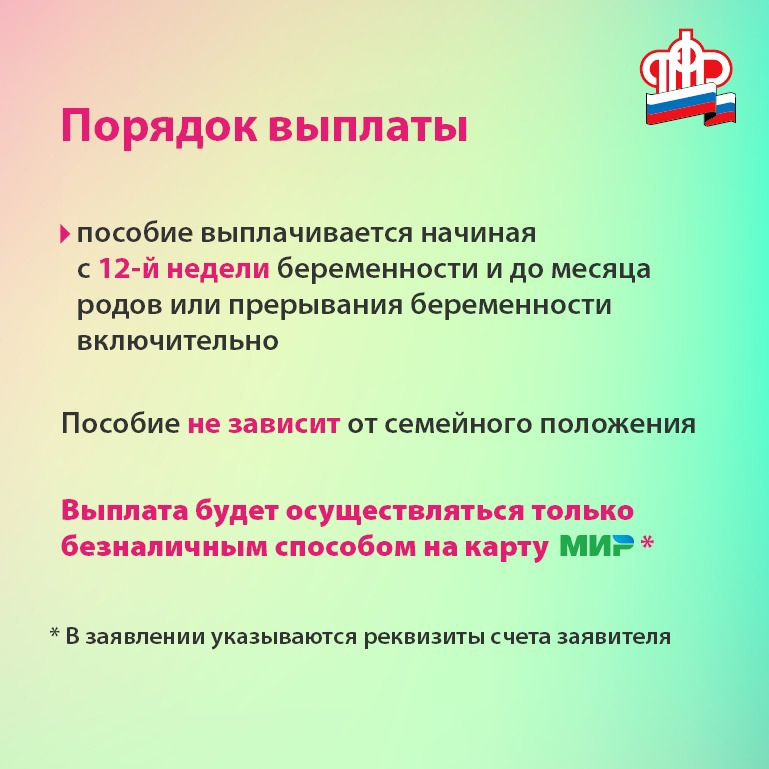 ПФР
Порядок выплаты
пособие выплачивается начиная
с 12-й недели беременности и до месяца
родов или прерывания беременности
включительно
Пособие не зависит от семейного положения
Выплата будет осуществляться только
безналичным способом на карту МИР *
* В заявлении указываются реквизиты счета заявителя